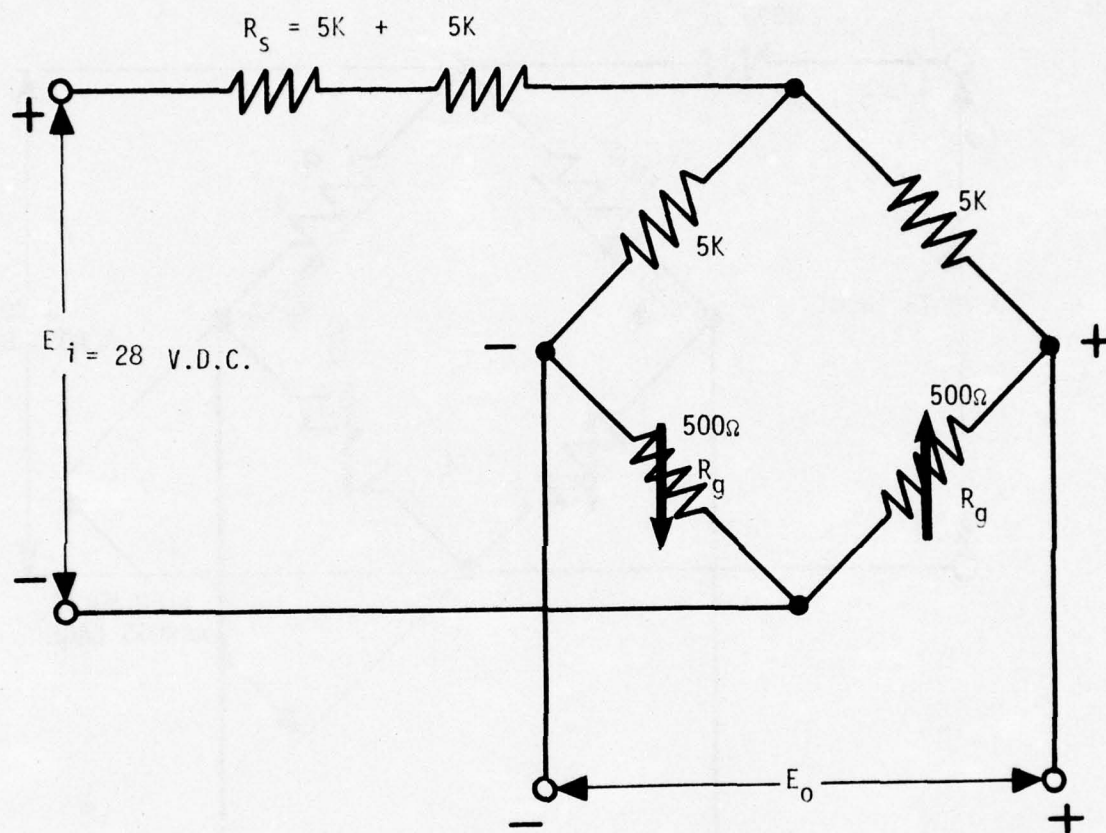 R_s = 5K + 5K
+
5K
5K
E_i = 28 V.D.C.
-
+
500Ω
R_g
500Ω
R_g
-
E_o
-
+